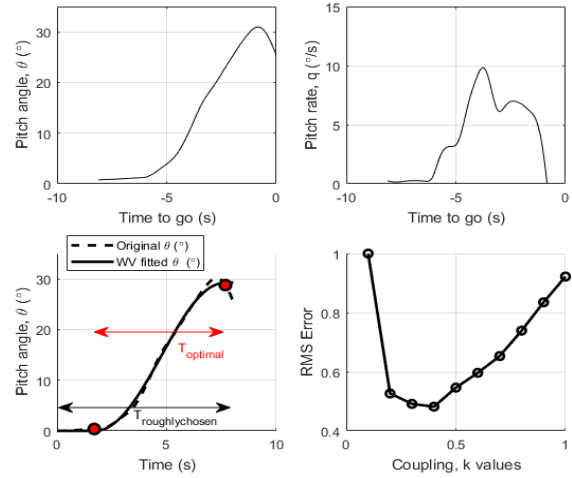 30
20
10
0
Pitch angle, θ (°)
-10
-5
0
Time to go (s)
15
10
5
0
Pitch rate, q (°/s)
-10
-5
0
Time to go (s)
Original θ (°)
WV fitted θ (°)
30
20
10
0
Pitch angle, θ (°)
T optimal
T roughlychosen
0
5
10
Time (s)
1
0.8
0.6
0.4
RMS Error
0
0.5
1
Coupling, k values